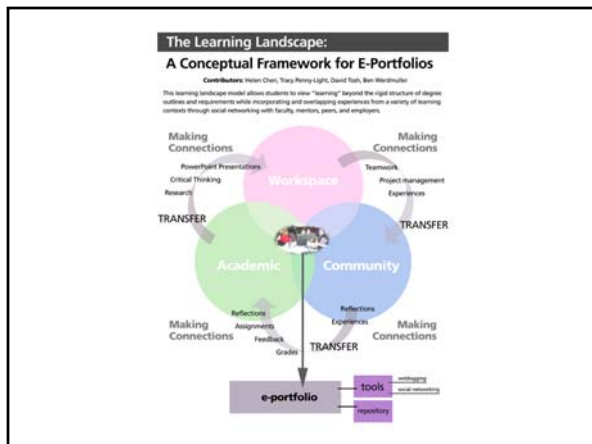 The Learning Landscape:
A Conceptual Framework for E-Portfolios
Contributors: Helen Chen, Tracy Penny-Light, David Tosh, Ben Werdmuller
This learning landscape model allows students to view "learning" beyond the rigid structure of degree
outlines and requirements while incorporating and overlapping experiences from a variety of learning
contexts through social networking with faculty, mentors, peers, and employers.
Making
Connections
PowerPoint Presentations
Critical Thinking
Research
TRANSFER
Workspace
Making
Connections
Teamwork
Project management
Experiences
TRANSFER
Academic
Community
Making
Connections
Reflections
Assignments
Feedback
Grades
TRANSFER
Reflections
Experiences
Making
Connections
e-portfolio
tools
weblogging
social networking
repository